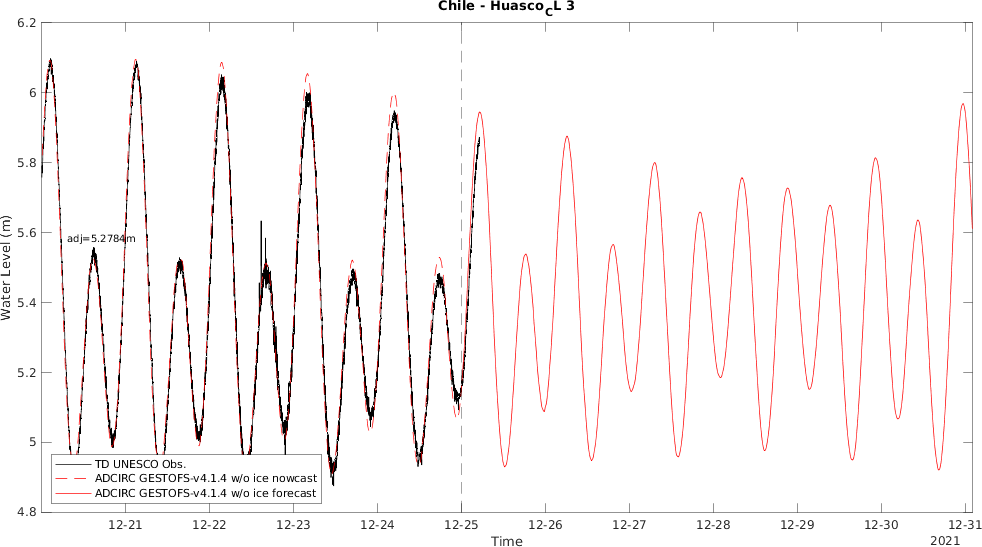 Chile - Huasco_CL 3
6.2
6
5.8
5.6
5.4
5.2
5
4.8
Water Level (m)
adj=5.2784m
TD UNESCO Obs.
ADCIRC GESTOFS-v4.1.4 w/o ice nowcast
ADCIRC GESTOFS-v4.1.4 w/o ice forecast
12-21 12-22 12-23 12-24 12-25 12-26 12-27 12-28 12-29 12-30 12-31
Time
2021